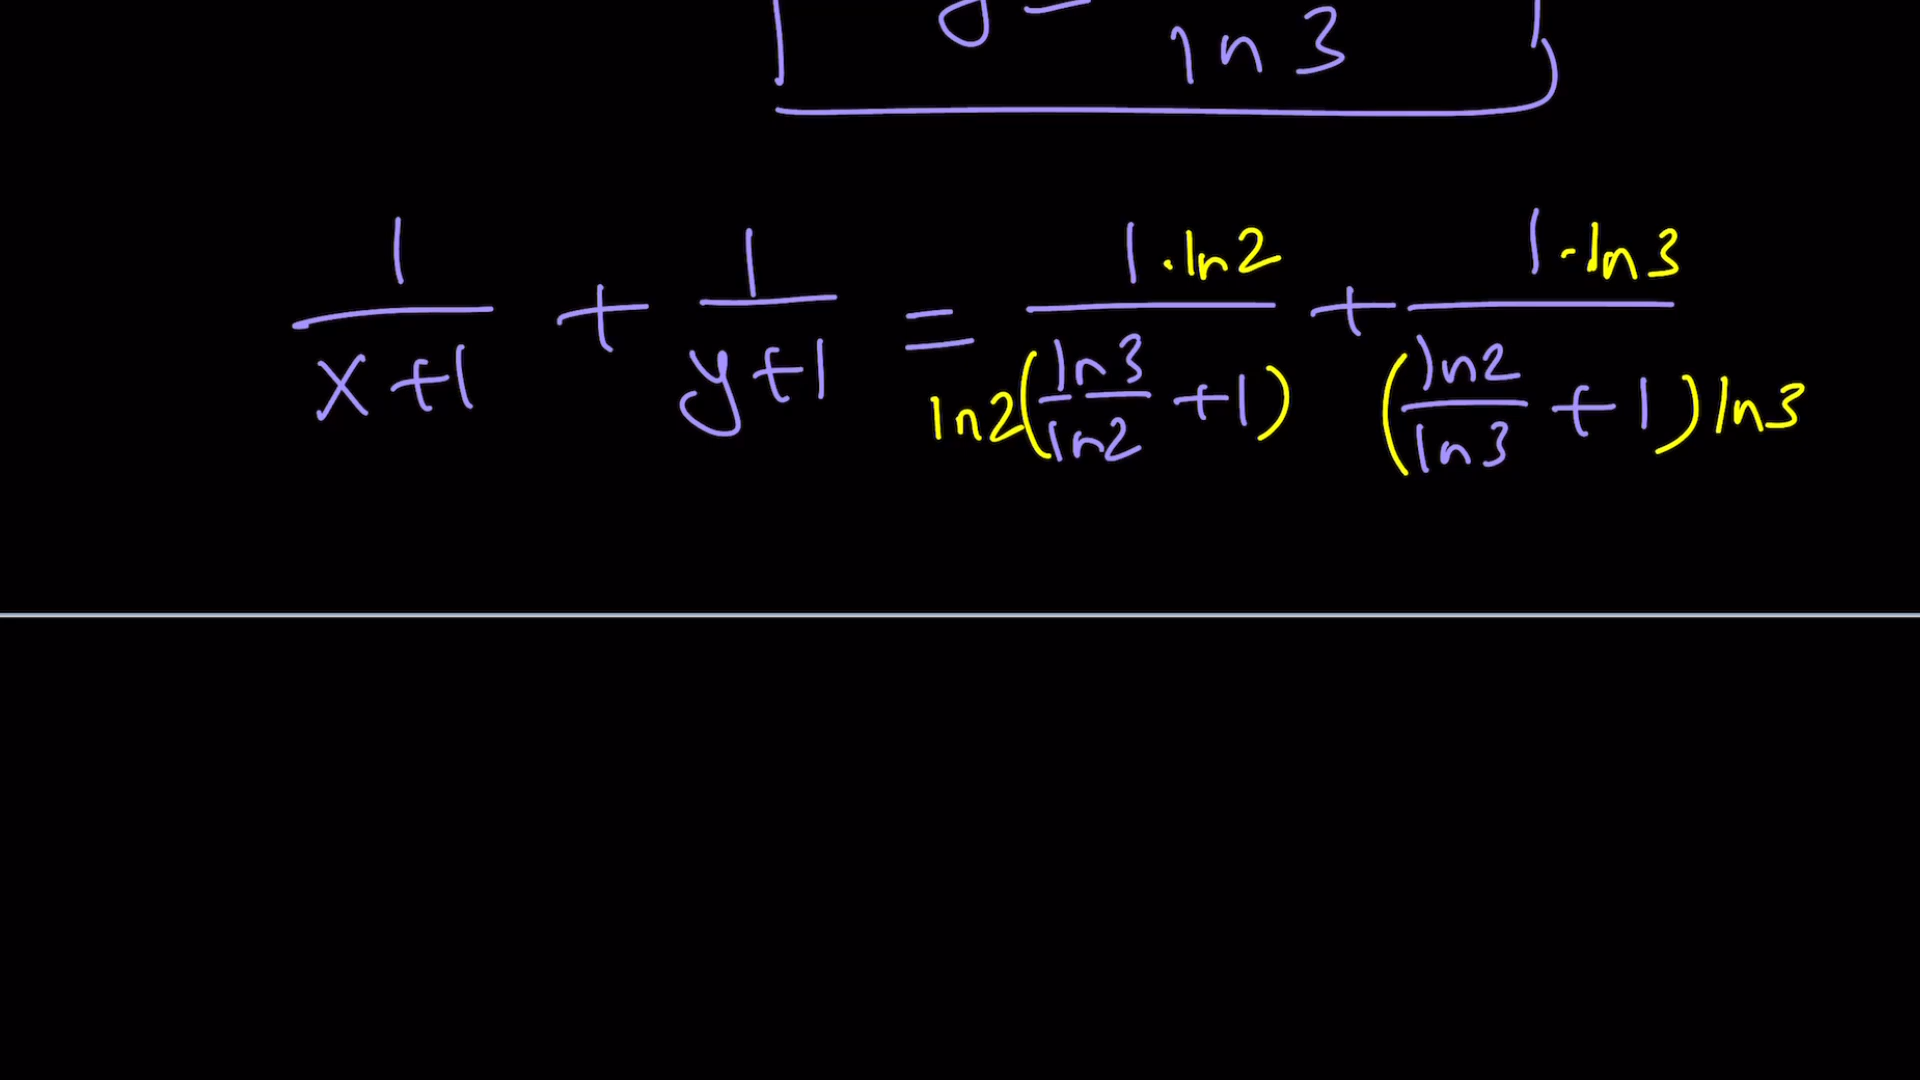 y =
ln 3
1/(x+1) + 1/(y+1) = (1 · ln2)/(ln2(ln3/ln2 + 1)) + (1 · ln3)/((ln2/ln3 + 1)ln3)